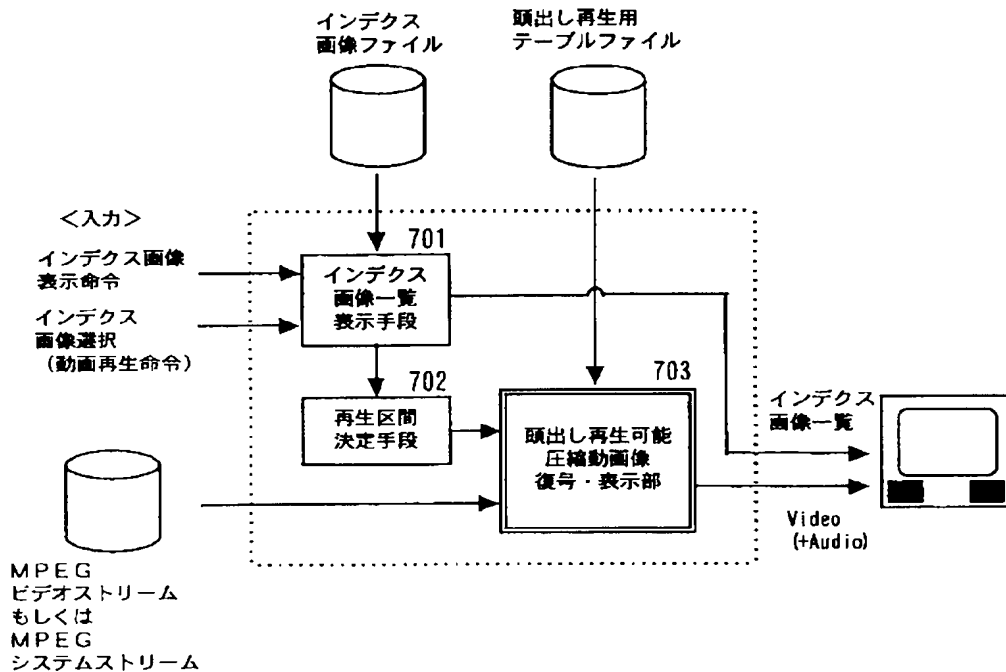 インデクス
画像ファイル
頭出し再生用
テーブルファイル
＜入力＞
インデクス画像
表示命令
インデクス
画像選択
（動画再生命令）
701
インデクス
画像一覧
表示手段
702
再生区間
決定手段
703
頭出し再生可能
圧縮動画像
復号・表示部
インデクス
画像一覧
Video
(+Audio)
MPEG
ビデオストリーム
もしくは
MPEG
システムストリーム